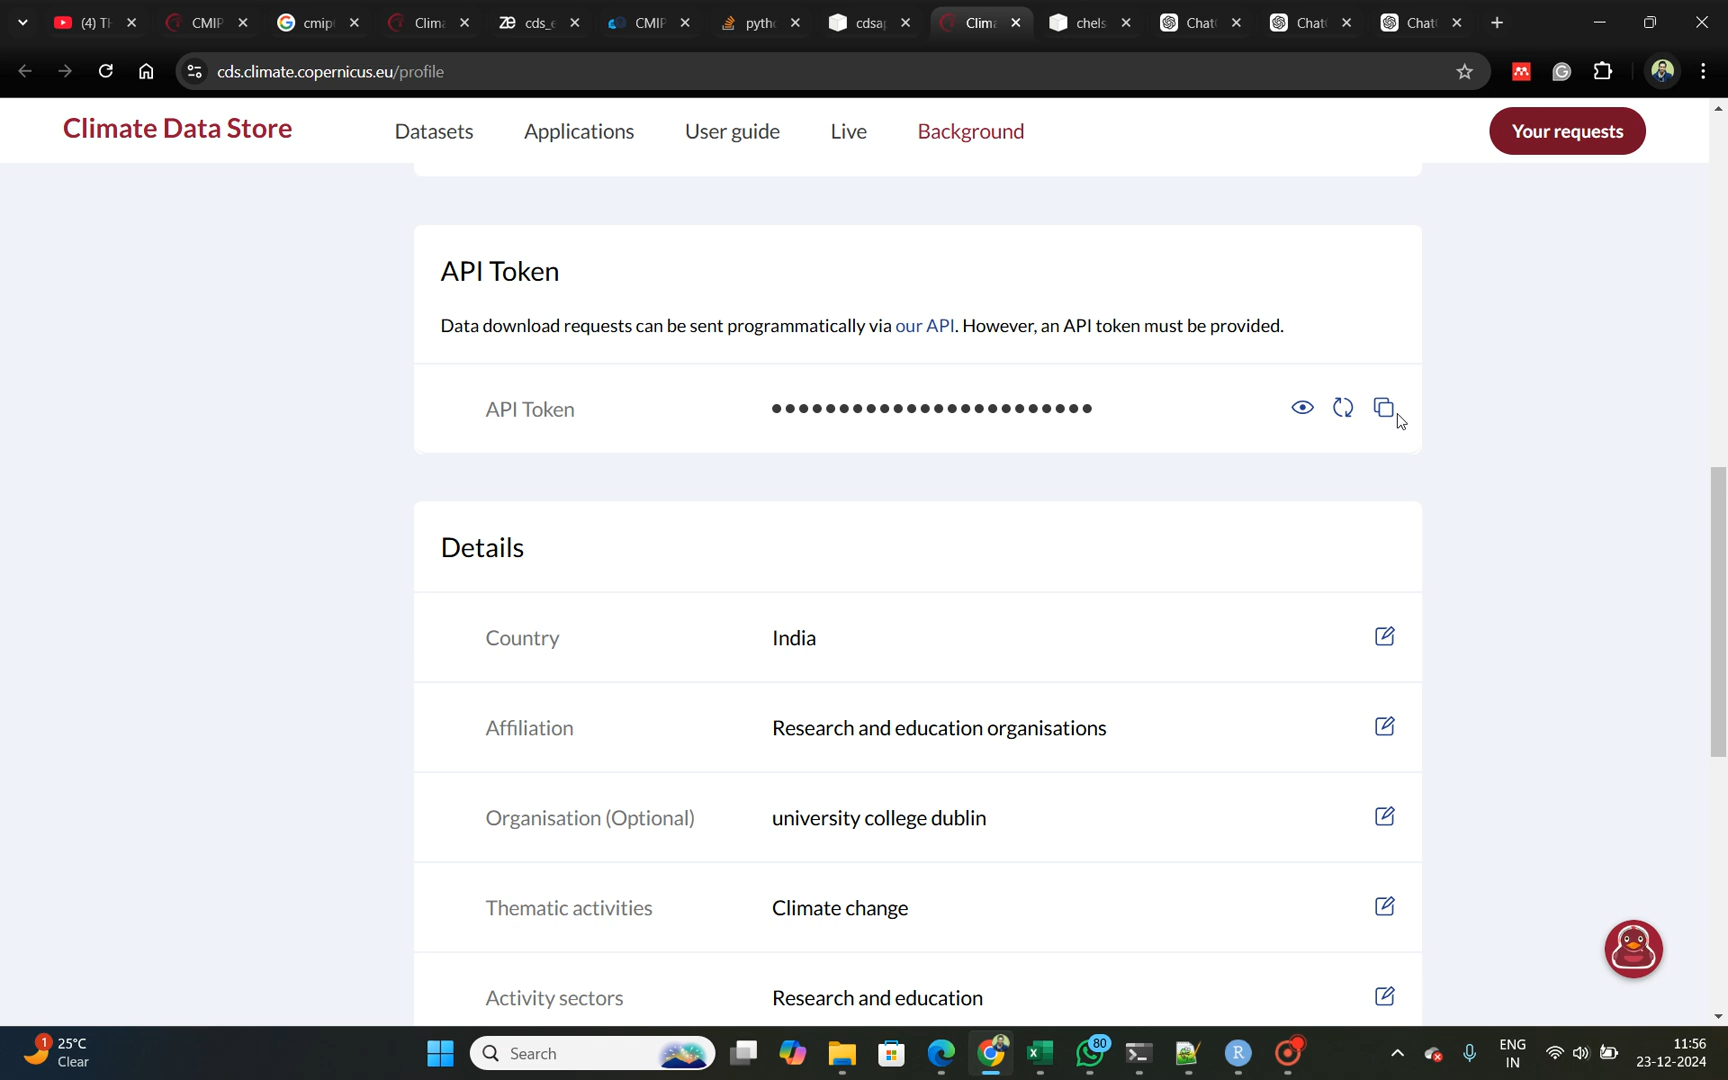 (4) TH CMIP cmip Clima cds_e CMIP pytho cdsap Clima chels Chat Chat Chat
cds.climate.copernicus.eu/profile
Climate Data Store Datasets Applications User guide Live Background Your requests
API Token
Data download requests can be sent programmatically via our API. However, an API token must be provided.
API Token ••••••••••••••••••••••••
Details
Country India
Affiliation Research and education organisations
Organisation (Optional) university college dublin
Thematic activities Climate change
Activity sectors Research and education
1 25°C
Clear
Search
80
ENG
IN
11:56
23-12-2024